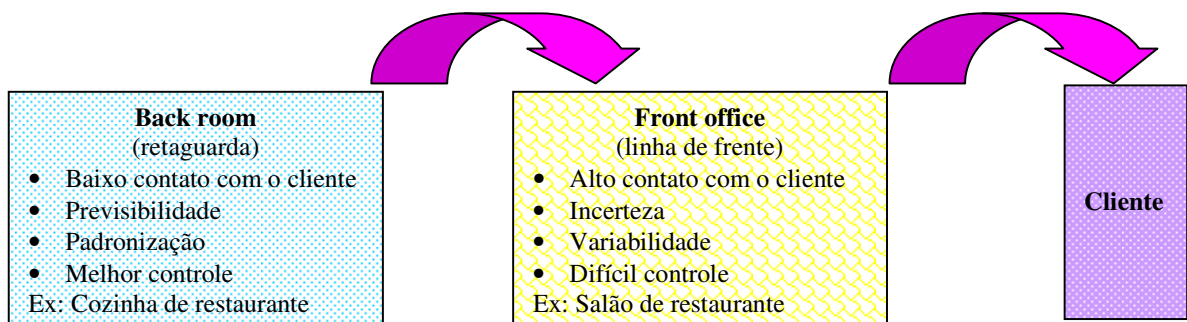 Back room
(retaguarda)
• Baixo contato com o cliente
• Previsibilidade
• Padronização
• Melhor controle
Ex: Cozinha de restaurante
Front office
(linha de frente)
• Alto contato com o cliente
• Incerteza
• Variabilidade
• Difícil controle
Ex: Salão de restaurante
Cliente